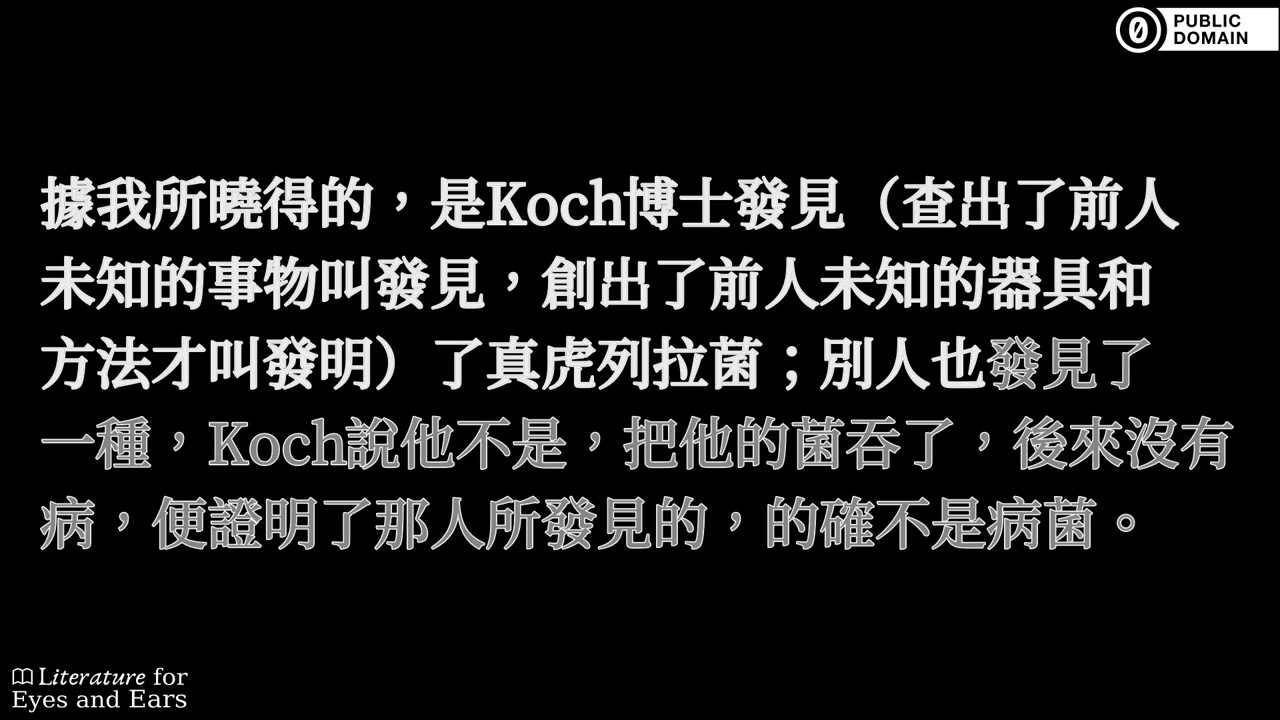 0 PUBLIC
DOMAIN
據我所曉得的，是Koch博士發見（查出了前人
未知的事物叫發見，創出了前人未知的器具和
方法才叫發明）了真虎列拉菌；別人也發見了
一種，Koch說他不是，把他的菌吞了，後來沒有
病，便證明了那人所發見的，的確不是病菌。
Literature for
Eyes and Ears